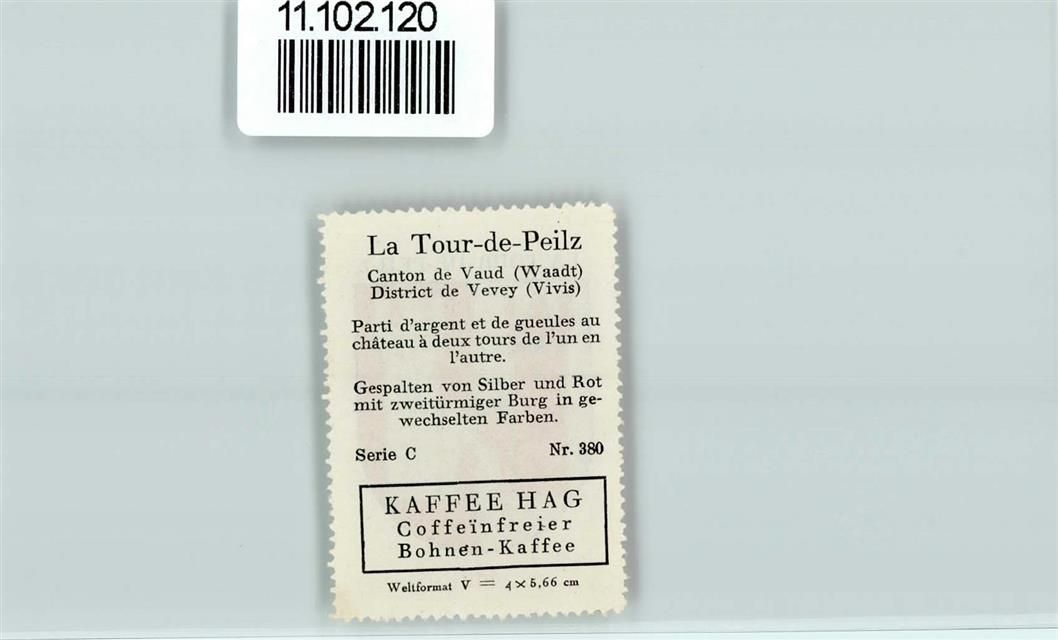 11.102.120
La Tour-de-Peilz
Canton de Vaud (Waadt)
District de Vevey (Vivis)
Parti d'argent et de gueules au
château à deux tours de l'un en
l'autre.
Gespalten von Silber und Rot
mit zweitürmiger Burg in ge-
wechselten Farben.
Serie C Nr. 380
KAFFEE HAG
Coffeïnfreier
Bohnen-Kaffee
Weltformat V = 4×5,66 cm